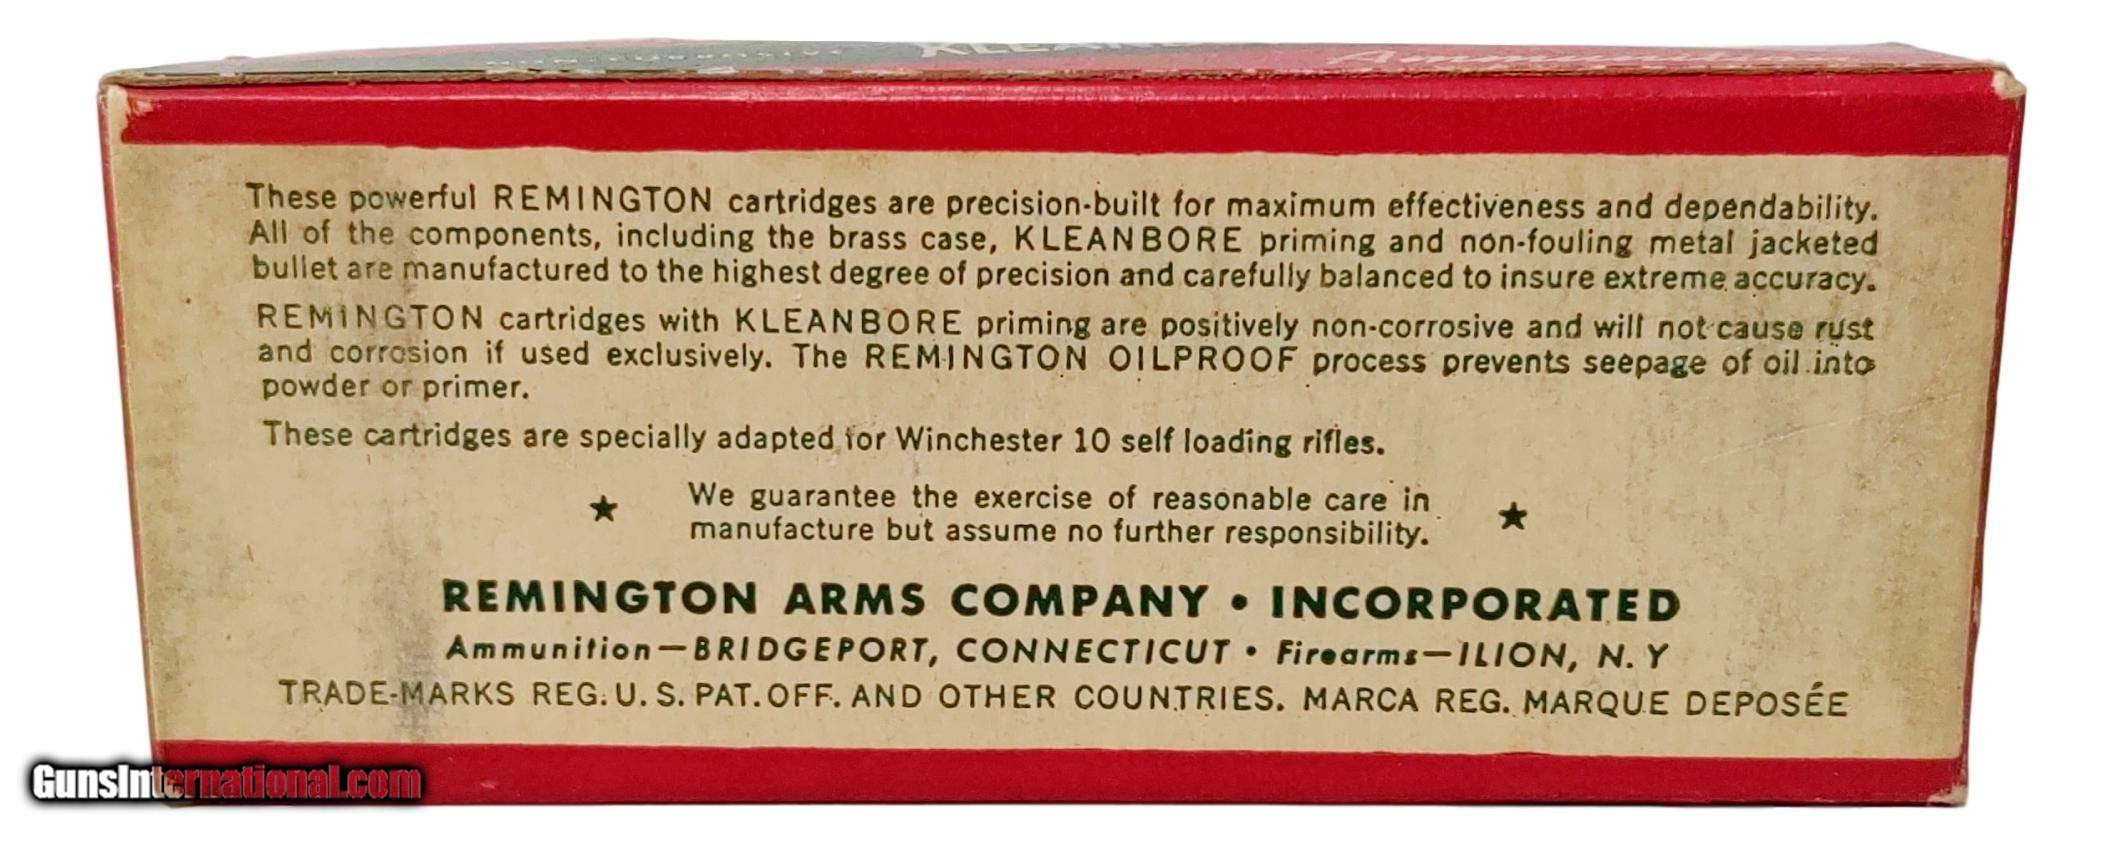 NON-CORROSIVE KLEANBORE Ammunition
These powerful REMINGTON cartridges are precision-built for maximum effectiveness and dependability.
All of the components, including the brass case, KLEANBORE priming and non-fouling metal jacketed
bullet are manufactured to the highest degree of precision and carefully balanced to insure extreme accuracy.
REMINGTON cartridges with KLEANBORE priming are positively non-corrosive and will not cause rust
and corrosion if used exclusively. The REMINGTON OILPROOF process prevents seepage of oil into
powder or primer.
These cartridges are specially adapted for Winchester 10 self loading rifles.
★ We guarantee the exercise of reasonable care in ★
manufacture but assume no further responsibility.
REMINGTON ARMS COMPANY • INCORPORATED
Ammunition—BRIDGEPORT, CONNECTICUT • Firearms—ILION, N. Y
TRADE-MARKS REG. U. S. PAT. OFF. AND OTHER COUNTRIES. MARCA REG. MARQUE DEPOSÉE
GunsInternational.com